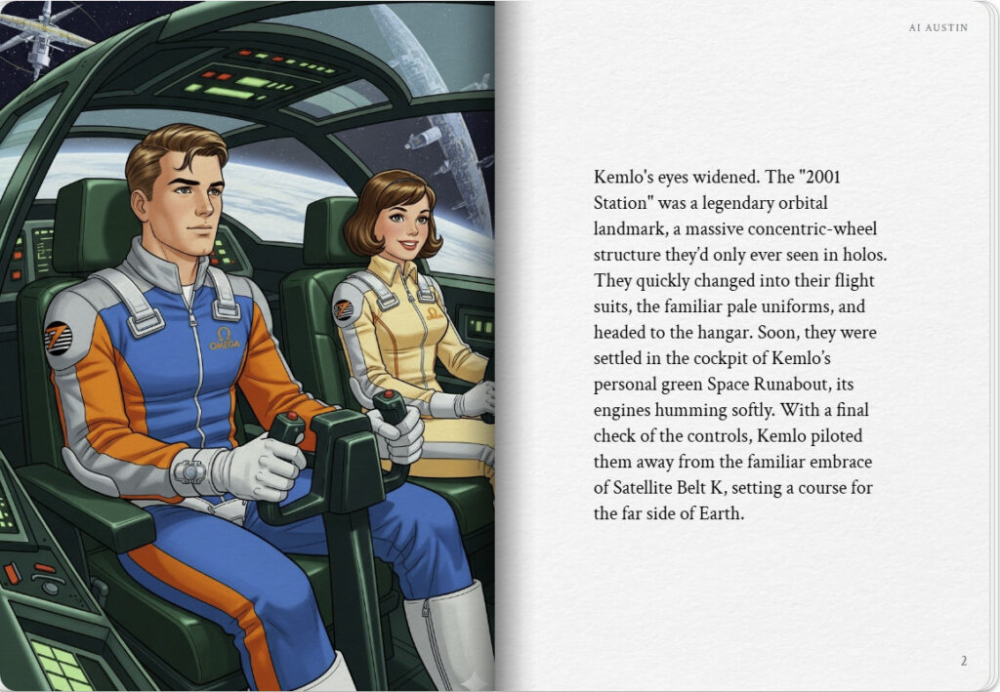 7
OMEGA
7
AI AUSTIN
Kemlo's eyes widened. The "2001
Station" was a legendary orbital
landmark, a massive concentric-wheel
structure they’d only ever seen in holos.
They quickly changed into their flight
suits, the familiar pale uniforms, and
headed to the hangar. Soon, they were
settled in the cockpit of Kemlo’s
personal green Space Runabout, its
engines humming softly. With a final
check of the controls, Kemlo piloted
them away from the familiar embrace
of Satellite Belt K, setting a course for
the far side of Earth.
2